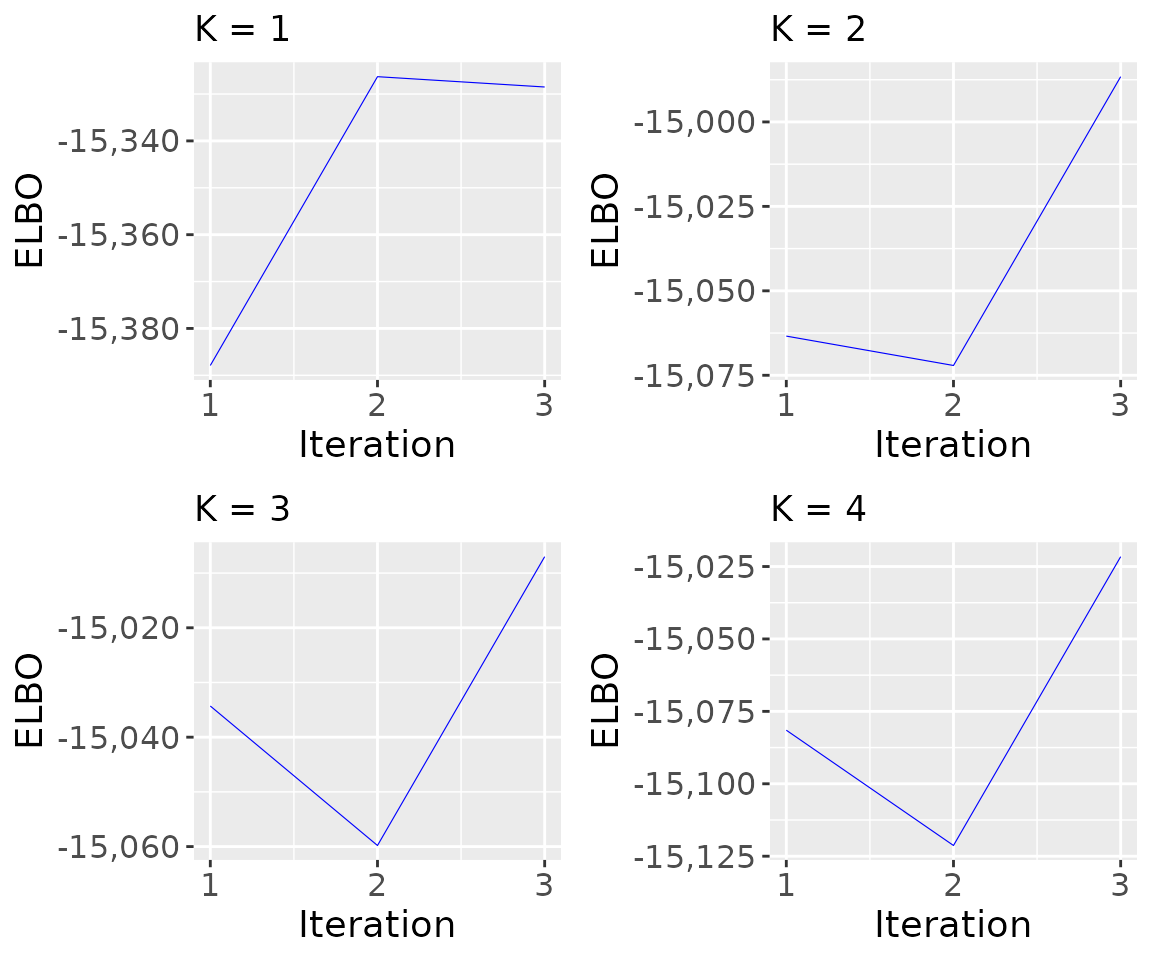 K = 1
ELBO
-15,340
-15,360
-15,380
1 2 3
Iteration
K = 2
ELBO
-15,000
-15,025
-15,050
-15,075
1 2 3
Iteration
K = 3
ELBO
-15,020
-15,040
-15,060
1 2 3
Iteration
K = 4
ELBO
-15,025
-15,050
-15,075
-15,100
-15,125
1 2 3
Iteration